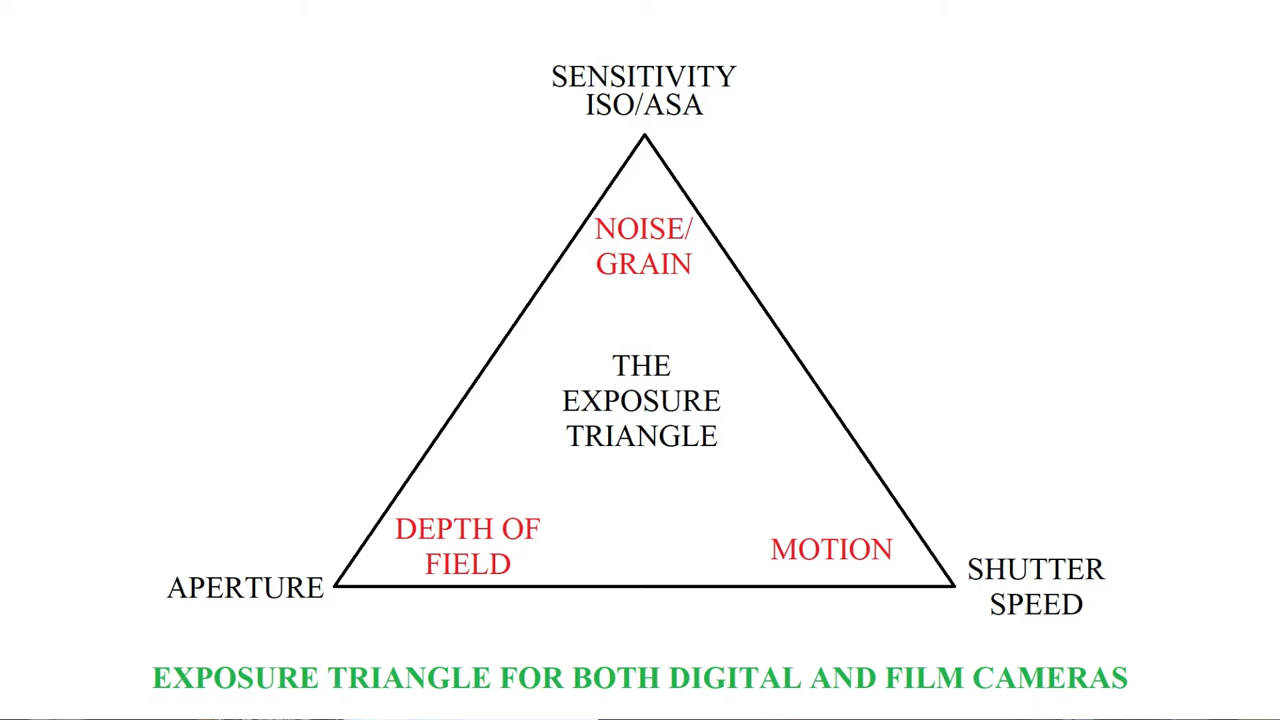 SENSITIVITY
ISO/ASA
NOISE/
GRAIN
THE
EXPOSURE
TRIANGLE
DEPTH OF
FIELD
MOTION
APERTURE
SHUTTER
SPEED
EXPOSURE TRIANGLE FOR BOTH DIGITAL AND FILM CAMERAS